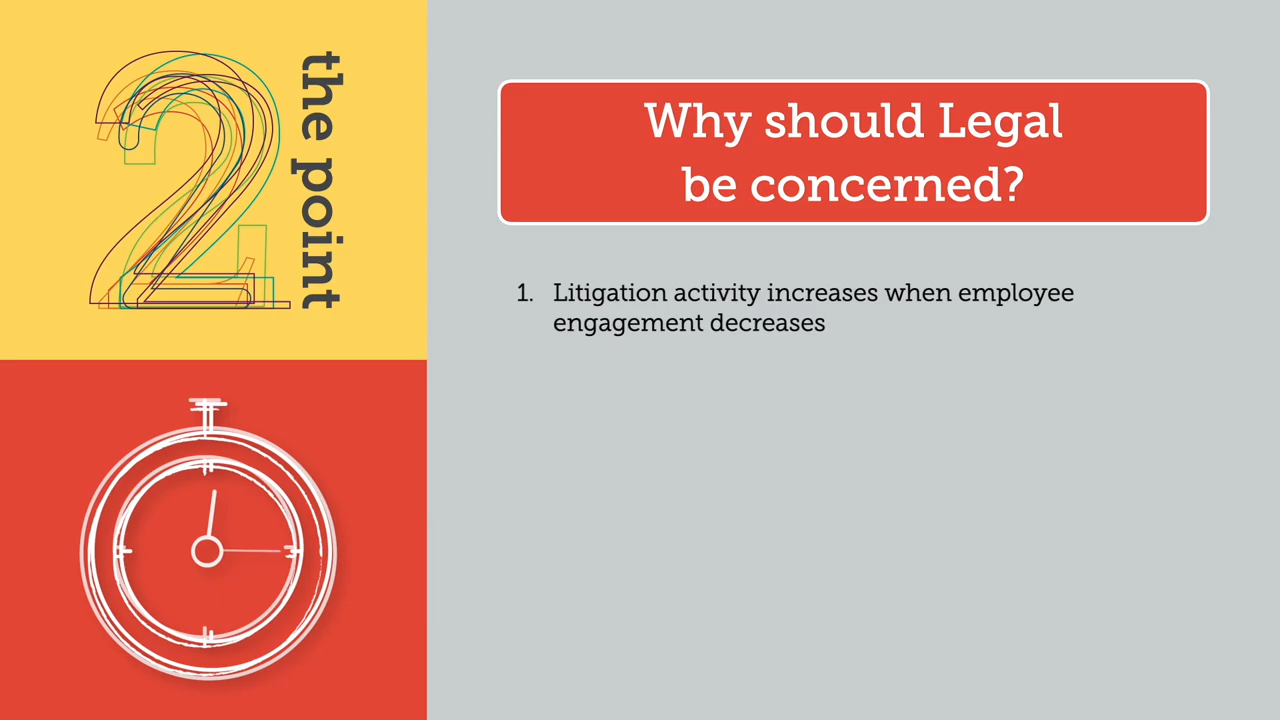 2
the point
Why should Legal
be concerned?
1. Litigation activity increases when employee
engagement decreases